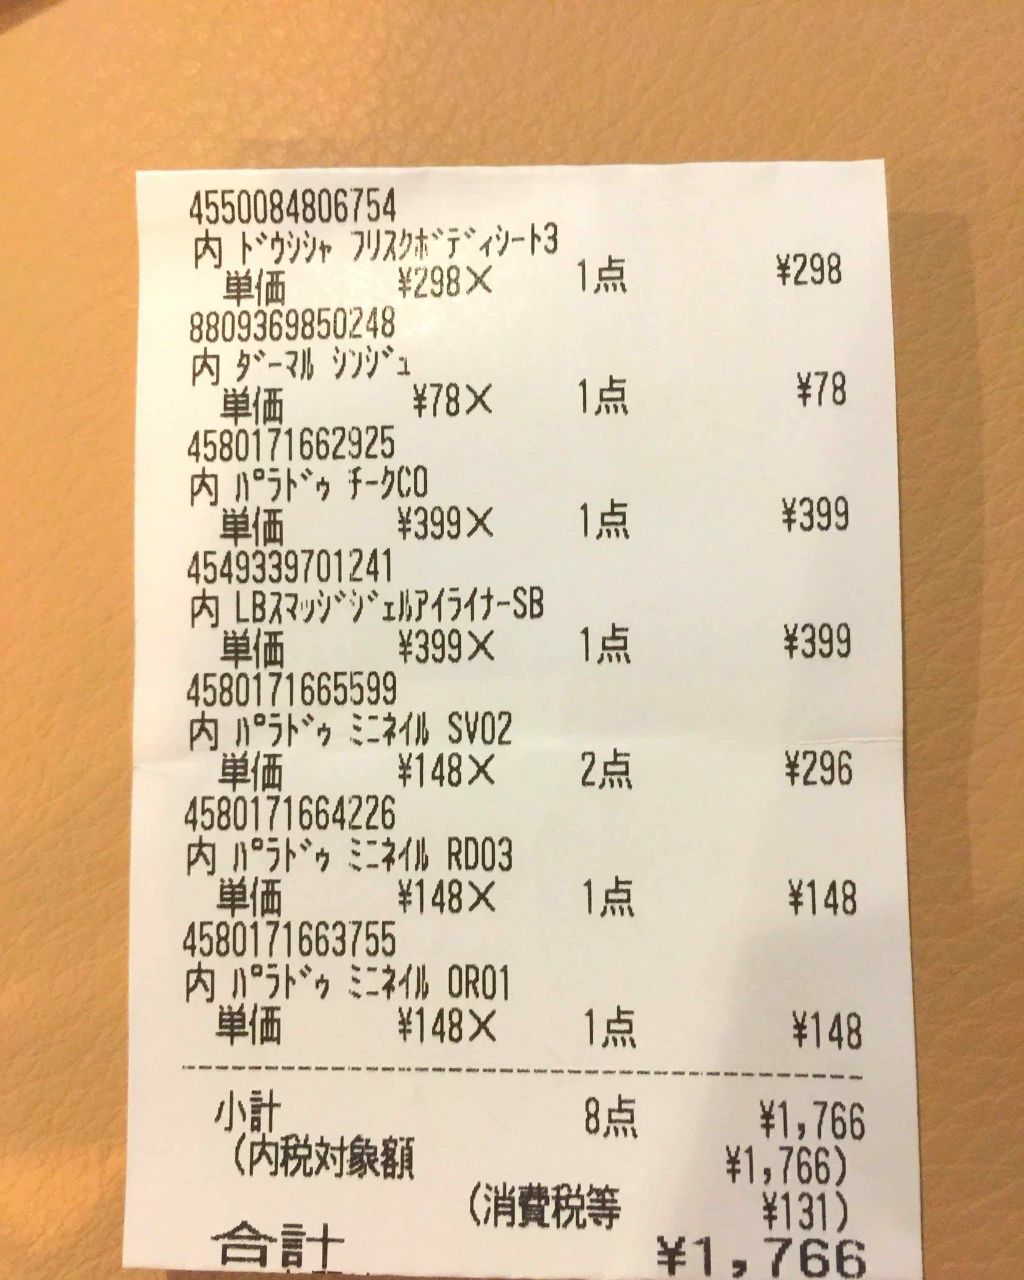 4550084806754
内 ﾄﾞｳｼｼｬ ﾌﾘｽｸﾎﾞﾃﾞｨｼｰﾄ3
単価 ¥298× 1点 ¥298
8809369850248
内 ﾀﾞｰﾏﾙ ｼﾝｼﾞｭ
単価 ¥78× 1点 ¥78
4580171662925
内 ﾊﾟﾗﾄﾞｩ ﾁｰｸCO
単価 ¥399× 1点 ¥399
4549339701241
内 LBｽﾏｯｼﾞｼﾞｪﾙｱｲﾗｲﾅｰSB
単価 ¥399× 1点 ¥399
4580171665599
内 ﾊﾟﾗﾄﾞｩ ﾐﾆﾈｲﾙ SV02
単価 ¥148× 2点 ¥296
4580171664226
内 ﾊﾟﾗﾄﾞｩ ﾐﾆﾈｲﾙ RD03
単価 ¥148× 1点 ¥148
4580171663755
内 ﾊﾟﾗﾄﾞｩ ﾐﾆﾈｲﾙ OR01
単価 ¥148× 1点 ¥148
小計 8点 ¥1,766
(内税対象額 ¥1,766)
(消費税等 ¥131)
合計 ¥1,766